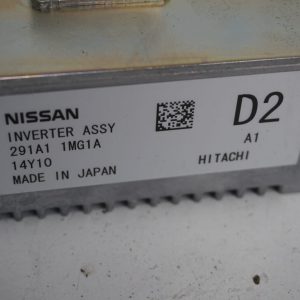 NISSAN
INVERTER ASSY
291A1 1MG1A
14Y10
MADE IN JAPAN
D2
A1
HITACHI